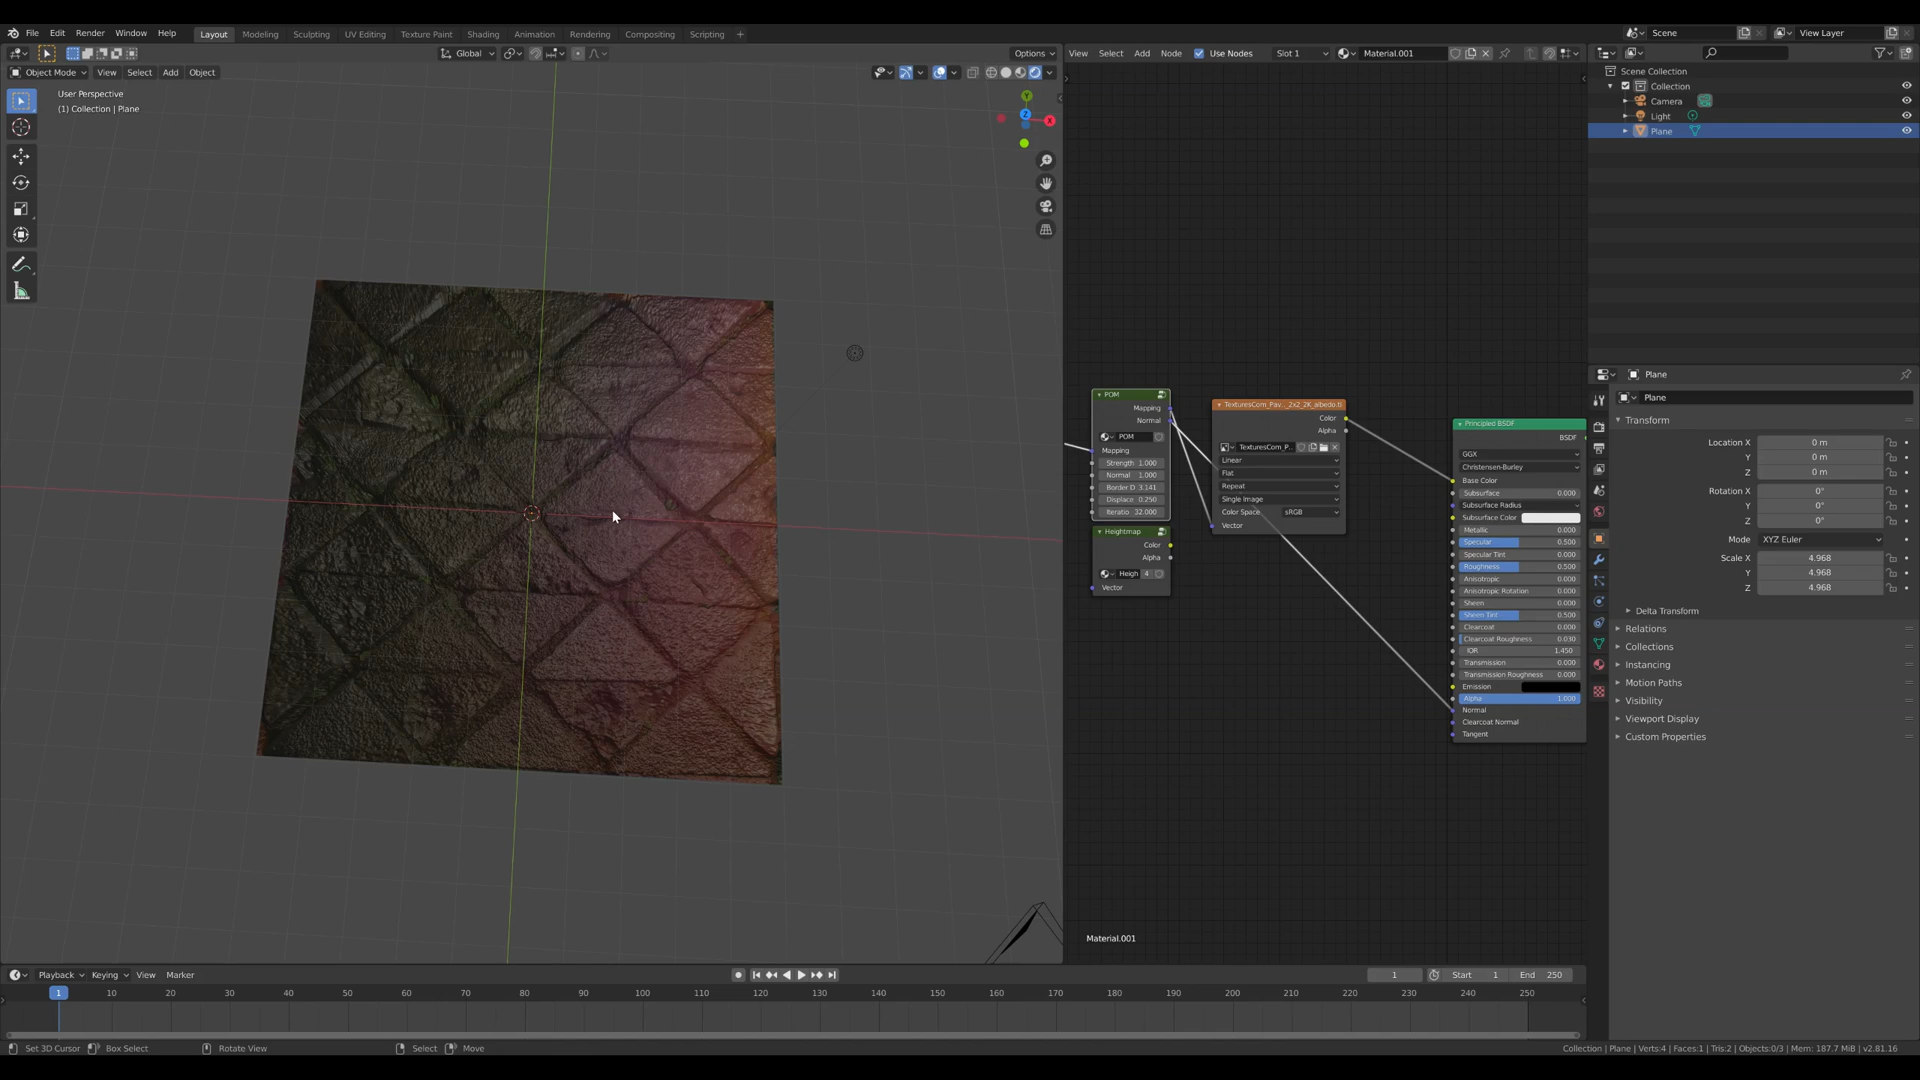 File Edit Render Window Help Layout Modeling Sculpting UV Editing Texture Paint Shading Animation Rendering Compositing Scripting + Scene View Layer
Global Options View Select Add Node Use Nodes Slot 1 Material.001
Object Mode View Select Add Object
User Perspective
(1) Collection | Plane
Y
Z
X
POM
Mapping
Normal
POM
Mapping
Strength 1.000
Normal 1.000
Border D 3.141
Displace 0.250
Iteratio 32.000
Heightmap
Color
Alpha
Heigh 4
Vector
TexturesCom_Pav..._2x2_2K_albedo.ti
Color
Alpha
TexturesCom_P..
Linear
Flat
Repeat
Single Image
Color Space sRGB
Vector
Principled BSDF
BSDF
GGX
Christensen-Burley
Base Color
Subsurface 0.000
Subsurface Radius
Subsurface Color
Metallic 0.000
Specular 0.500
Specular Tint 0.000
Roughness 0.500
Anisotropic 0.000
Anisotropic Rotation 0.000
Sheen 0.000
Sheen Tint 0.500
Clearcoat 0.000
Clearcoat Roughness 0.030
IOR 1.450
Transmission 0.000
Transmission Roughness 0.000
Emission
Alpha 1.000
Normal
Clearcoat Normal
Tangent
Material.001
Scene Collection
Collection
Camera
Light
Plane
Plane
Plane
Transform
Location X 0 m
Y 0 m
Z 0 m
Rotation X 0°
Y 0°
Z 0°
Mode XYZ Euler
Scale X 4.968
Y 4.968
Z 4.968
Delta Transform
Relations
Collections
Instancing
Motion Paths
Visibility
Viewport Display
Custom Properties
Playback Keying View Marker 1 Start 1 End 250
1 10 20 30 40 50 60 70 80 90 100 110 120 130 140 150 160 170 180 190 200 210 220 230 240 250
Set 3D Cursor Box Select Rotate View Select Move Collection | Plane | Verts:4 | Faces:1 | Tris:2 | Objects:0/3 | Mem: 187.7 MiB | v2.81.16